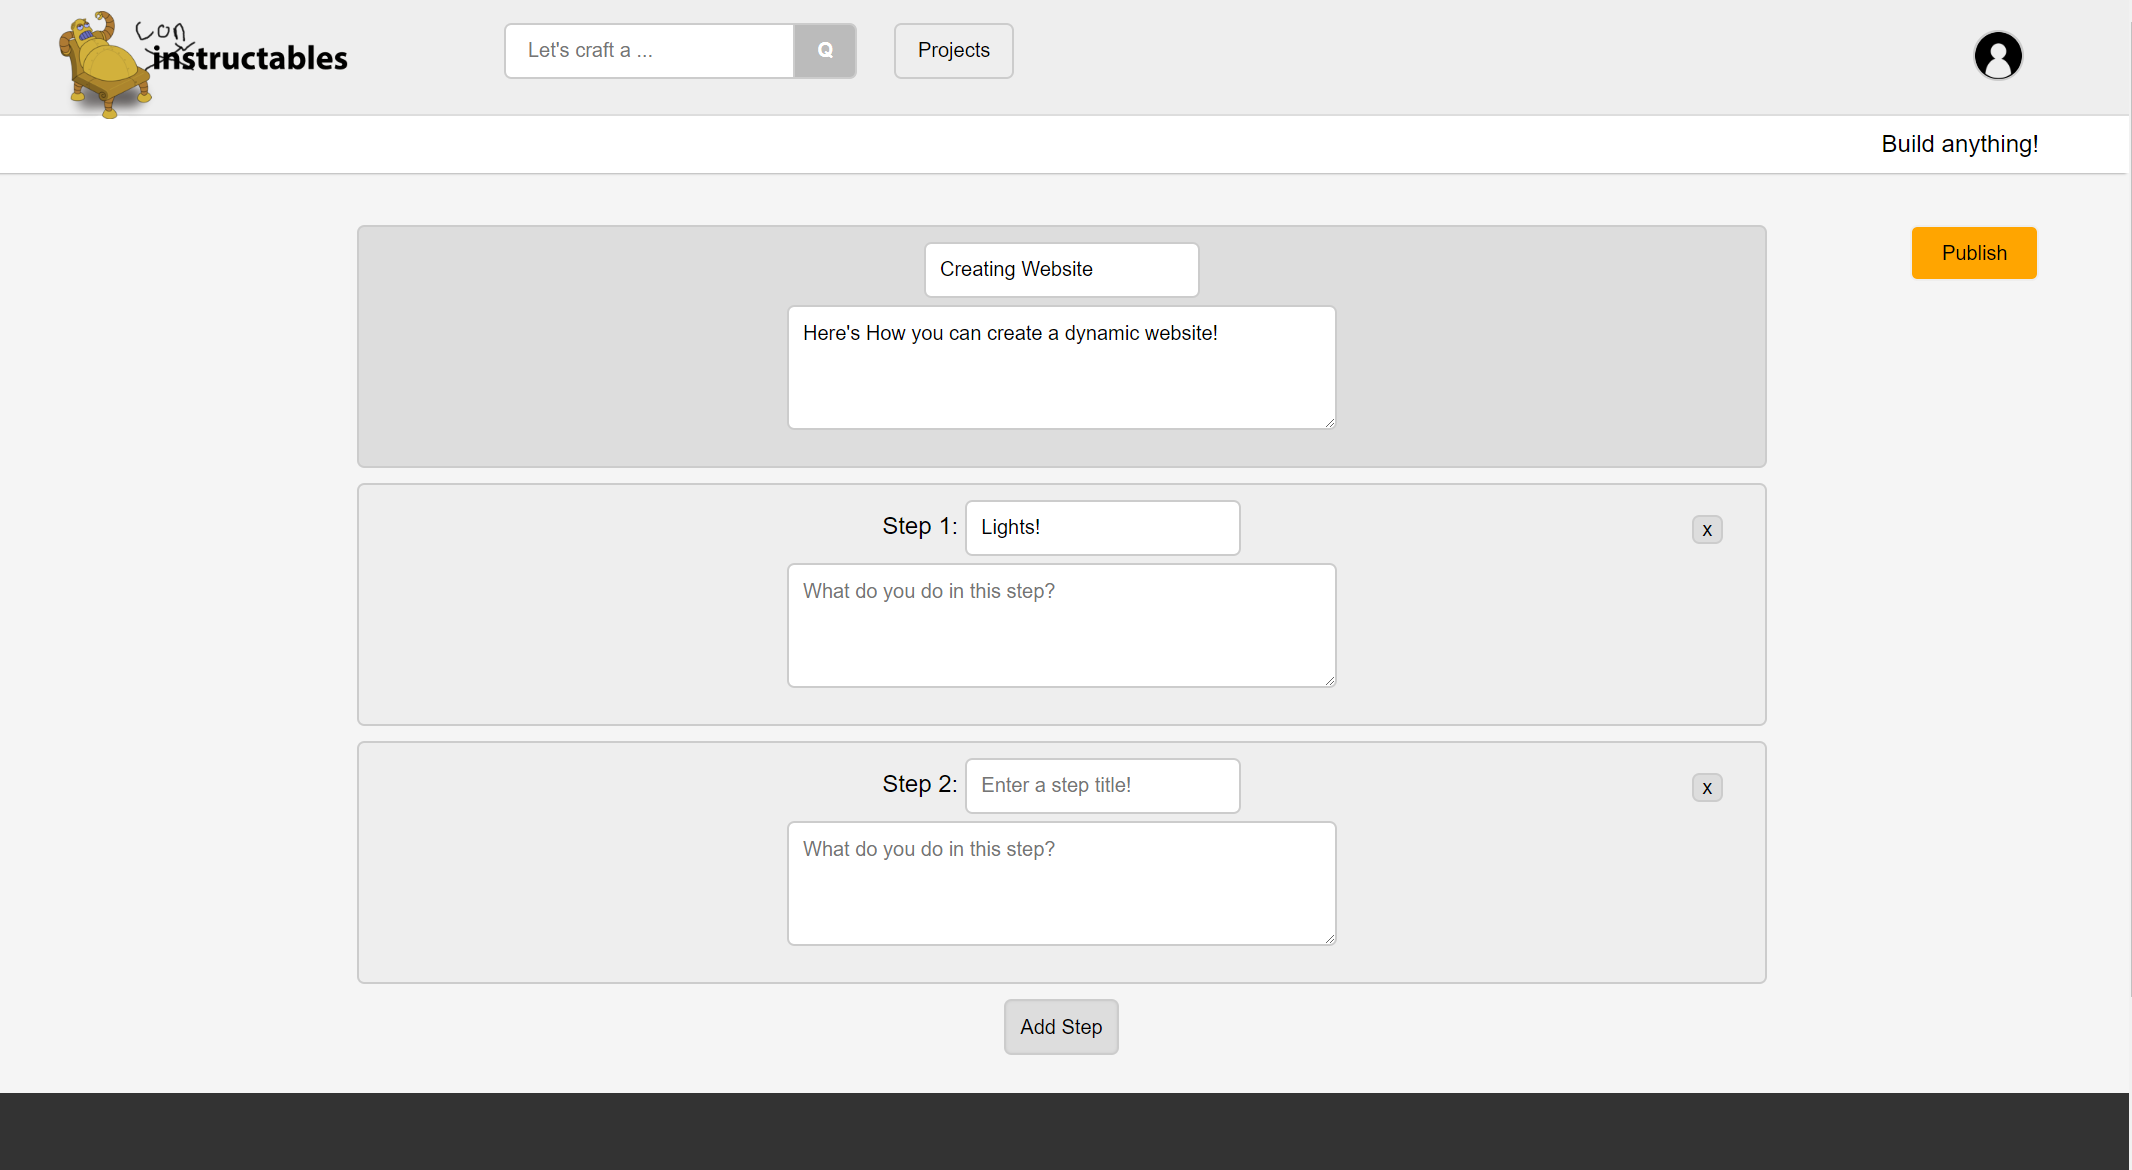 Con
instructables
Let's craft a ...
Q
Projects
Build anything!
Publish
Creating Website
Here's How you can create a dynamic website!
Step 1: Lights!
x
What do you do in this step?
Step 2: Enter a step title!
x
What do you do in this step?
Add Step